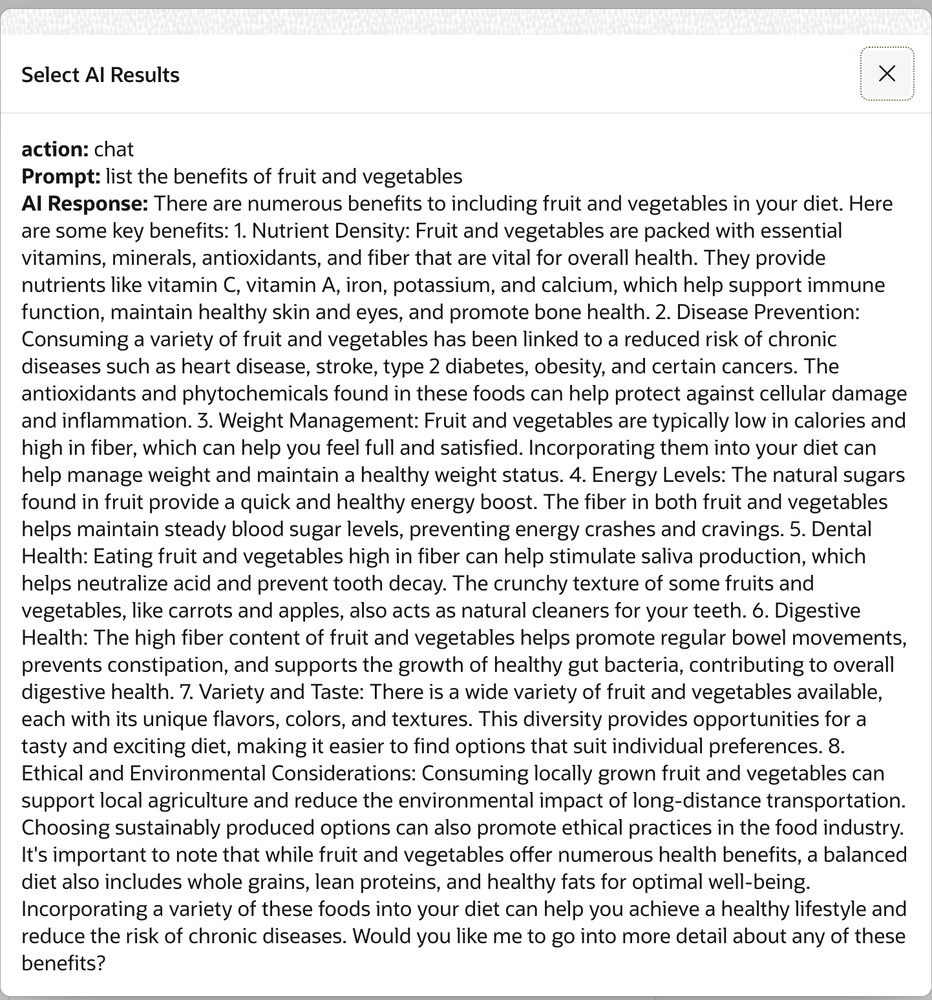 Select AI Results
action: chat
Prompt: list the benefits of fruit and vegetables
AI Response: There are numerous benefits to including fruit and vegetables in your diet. Here
are some key benefits: 1. Nutrient Density: Fruit and vegetables are packed with essential
vitamins, minerals, antioxidants, and fiber that are vital for overall health. They provide
nutrients like vitamin C, vitamin A, iron, potassium, and calcium, which help support immune
function, maintain healthy skin and eyes, and promote bone health. 2. Disease Prevention:
Consuming a variety of fruit and vegetables has been linked to a reduced risk of chronic
diseases such as heart disease, stroke, type 2 diabetes, obesity, and certain cancers. The
antioxidants and phytochemicals found in these foods can help protect against cellular damage
and inflammation. 3. Weight Management: Fruit and vegetables are typically low in calories and
high in fiber, which can help you feel full and satisfied. Incorporating them into your diet can
help manage weight and maintain a healthy weight status. 4. Energy Levels: The natural sugars
found in fruit provide a quick and healthy energy boost. The fiber in both fruit and vegetables
helps maintain steady blood sugar levels, preventing energy crashes and cravings. 5. Dental
Health: Eating fruit and vegetables high in fiber can help stimulate saliva production, which
helps neutralize acid and prevent tooth decay. The crunchy texture of some fruits and
vegetables, like carrots and apples, also acts as natural cleaners for your teeth. 6. Digestive
Health: The high fiber content of fruit and vegetables helps promote regular bowel movements,
prevents constipation, and supports the growth of healthy gut bacteria, contributing to overall
digestive health. 7. Variety and Taste: There is a wide variety of fruit and vegetables available,
each with its unique flavors, colors, and textures. This diversity provides opportunities for a
tasty and exciting diet, making it easier to find options that suit individual preferences. 8.
Ethical and Environmental Considerations: Consuming locally grown fruit and vegetables can
support local agriculture and reduce the environmental impact of long-distance transportation.
Choosing sustainably produced options can also promote ethical practices in the food industry.
It's important to note that while fruit and vegetables offer numerous health benefits, a balanced
diet also includes whole grains, lean proteins, and healthy fats for optimal well-being.
Incorporating a variety of these foods into your diet can help you achieve a healthy lifestyle and
reduce the risk of chronic diseases. Would you like me to go into more detail about any of these
benefits?